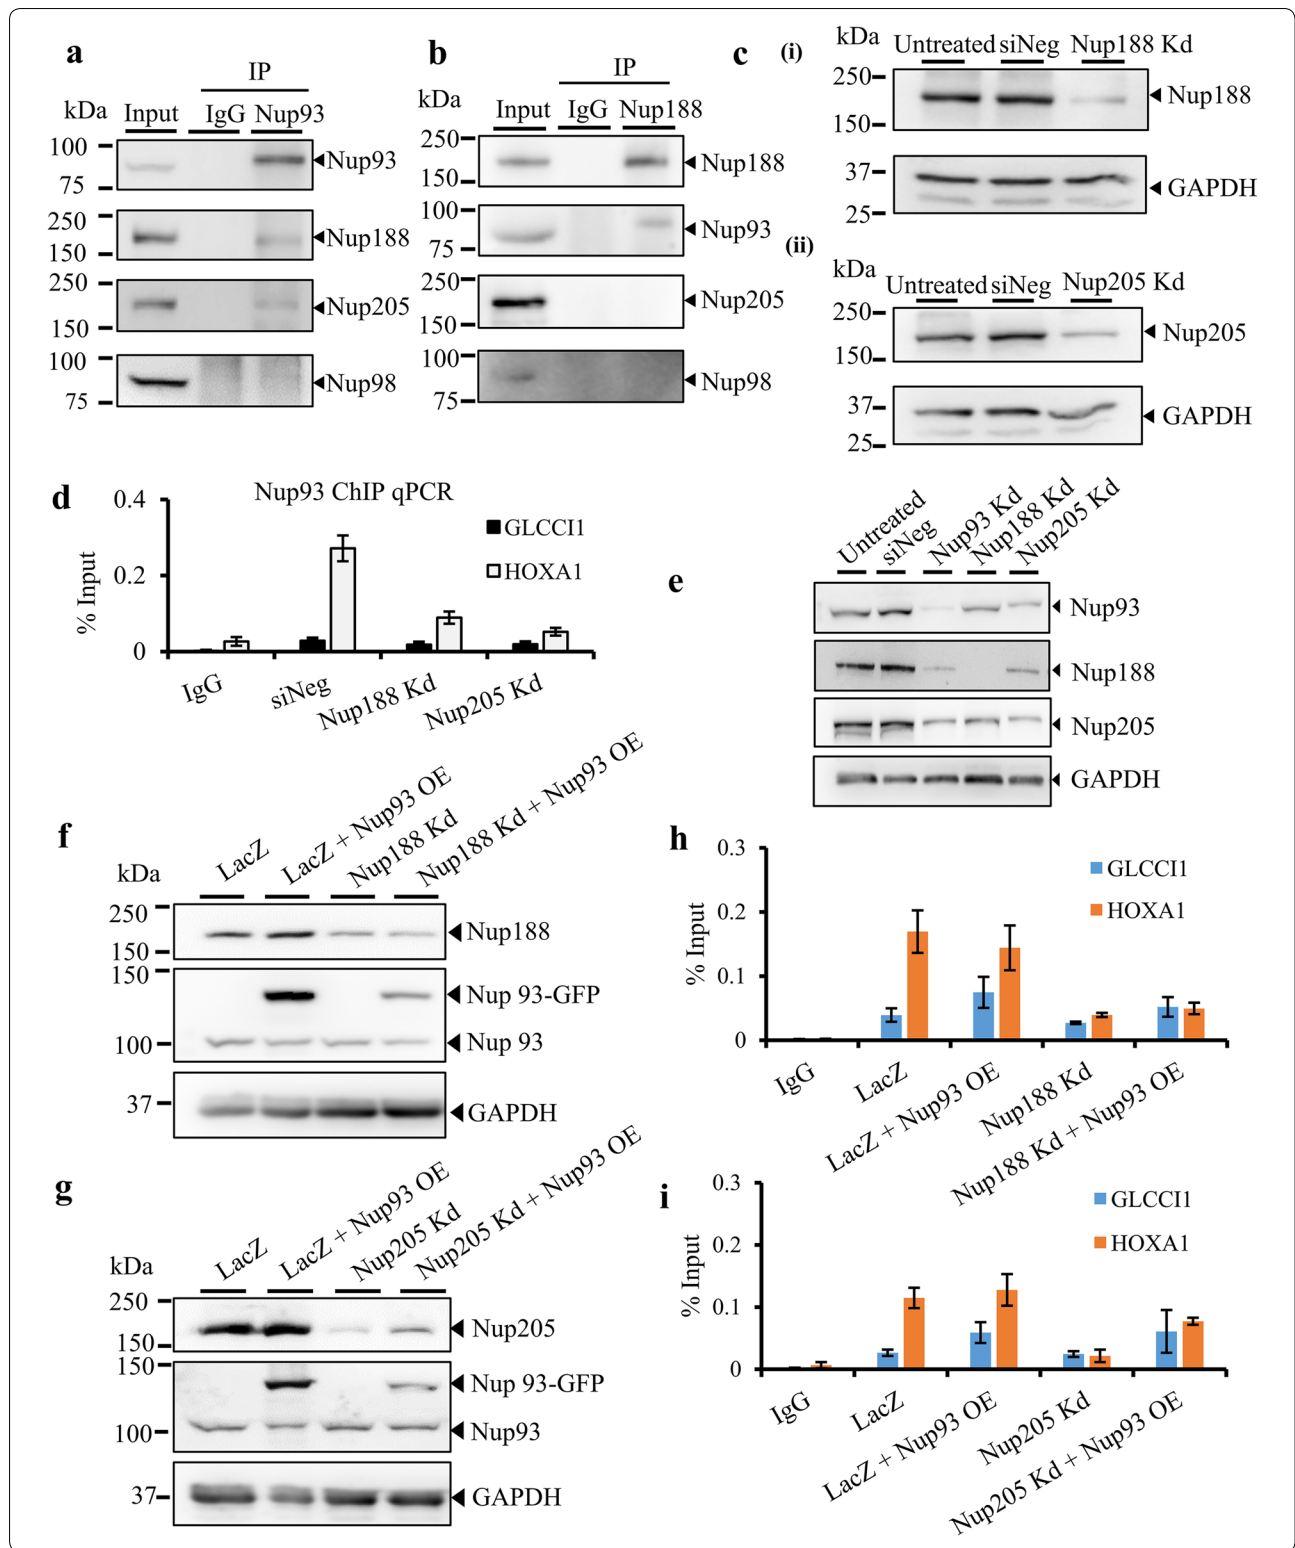 a
IP
kDa
Input
IgG
Nup93
100
75
Nup93
250
150
Nup188
250
150
Nup205
100
75
Nup98
b
IP
kDa
Input
IgG
Nup188
250
150
Nup188
100
75
Nup93
250
150
Nup205
100
75
Nup98
c
(i)
kDa
Untreated
siNeg
Nup188 Kd
250
150
Nup188
37
25
GAPDH
(ii)
kDa
Untreated
siNeg
Nup205 Kd
250
150
Nup205
37
25
GAPDH
d
Nup93 ChIP qPCR
% Input
0.4
0.2
0
GLCCI1
HOXA1
IgG
siNeg
Nup188 Kd
Nup205 Kd
e
Untreated
siNeg
Nup93 Kd
Nup188 Kd
Nup205 Kd
Nup93
Nup188
Nup205
GAPDH
f
kDa
LacZ
LacZ + Nup93 OE
Nup188 Kd
Nup188 Kd + Nup93 OE
250
150
Nup188
150
Nup 93-GFP
100
Nup 93
37
GAPDH
g
kDa
LacZ
LacZ + Nup93 OE
Nup205 Kd
Nup205 Kd + Nup93 OE
250
150
Nup205
150
Nup 93-GFP
100
Nup93
37
GAPDH
h
% Input
0.3
0.2
0.1
0
GLCCI1
HOXA1
IgG
LacZ
LacZ + Nup93 OE
Nup188 Kd
Nup188 Kd + Nup93 OE
i
% Input
0.3
0.2
0.1
0
GLCCI1
HOXA1
IgG
LacZ
LacZ + Nup93 OE
Nup205 Kd
Nup205 Kd + Nup93 OE